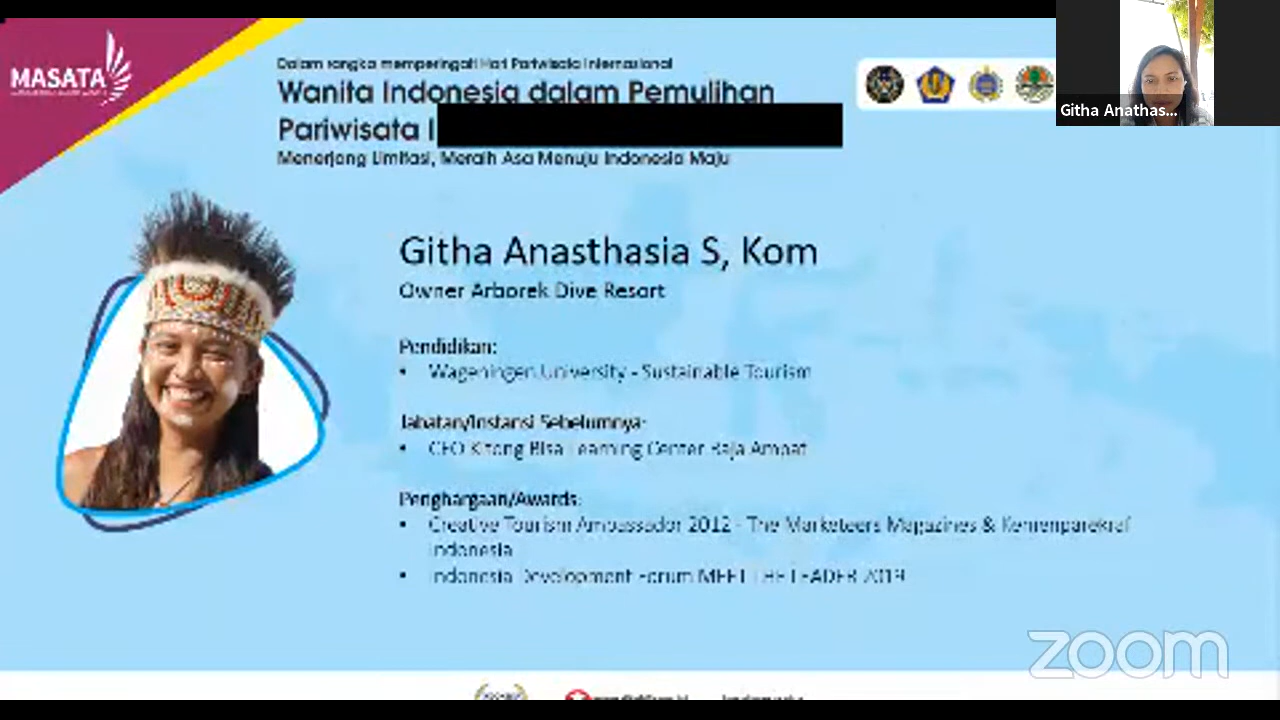 MASATA
Dalam rangka memperingati Hari Pariwisata Internasional
Wanita Indonesia dalam Pemulihan
Pariwisata I
Menerjang Limitasi, Meraih Asa Menuju Indonesia Maju
Githa Anathas...
Githa Anasthasia S, Kom
Owner Arborek Dive Resort
Pendidikan:
• Wageningen University - Sustainable Tourism
Jabatan/Instansi Sebelumnya:
• CEO Kitong Bisa Learning Center Raja Ampat
Penghargaan/Awards:
• Creative Tourism Ambassador 2012 - The Marketeers Magazines & Kemenparekraf
Indonesia
• Indonesia Development Forum MEET THE LEADER 2019
zoom